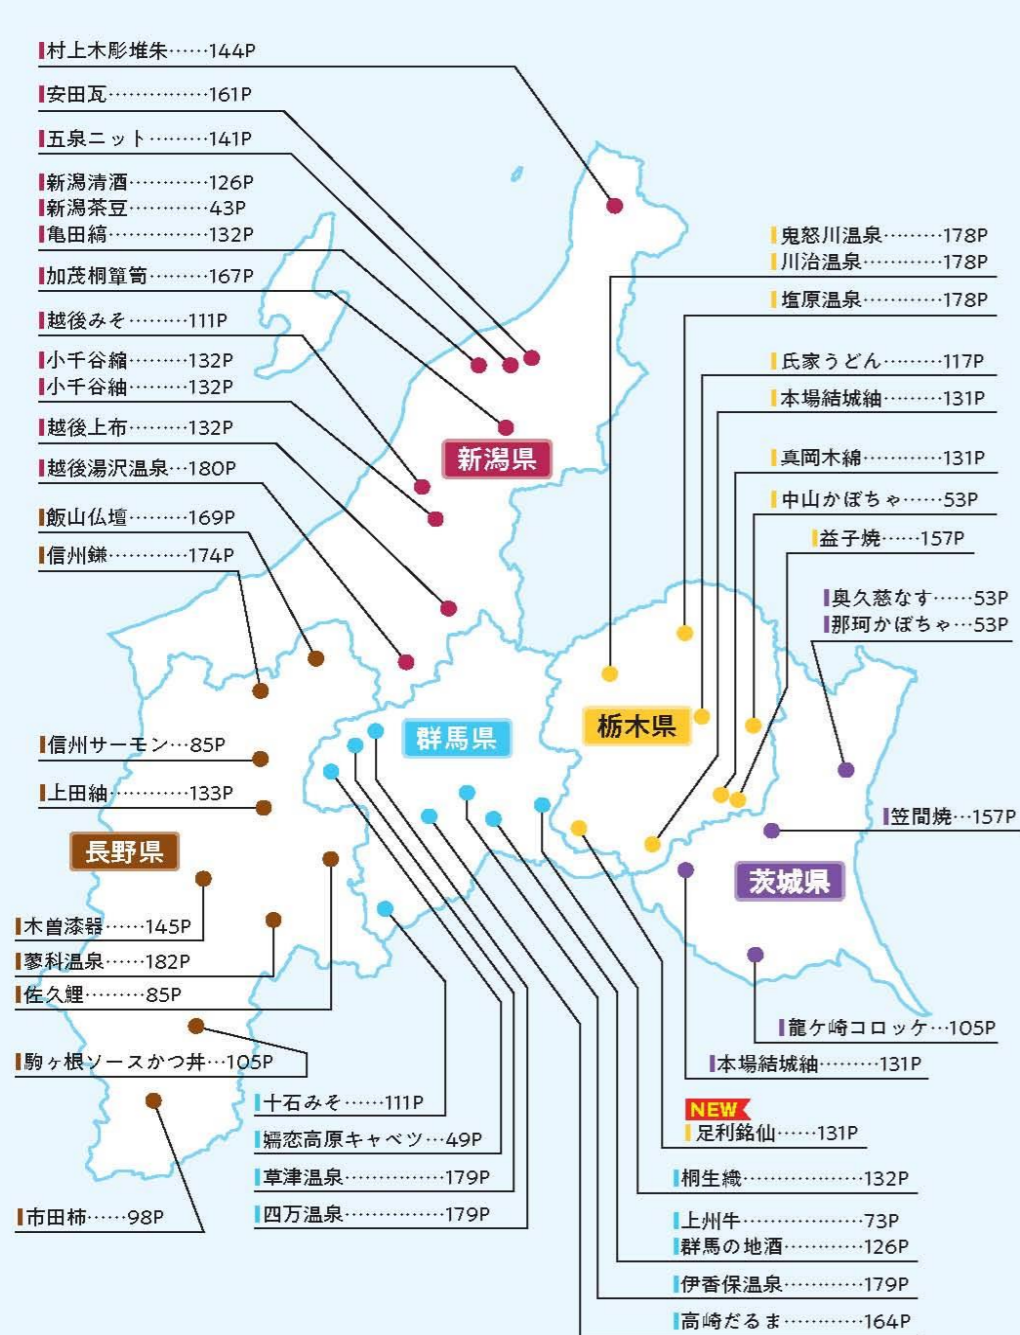 村上木彫堆朱……144P
安田瓦……………161P
五泉ニット………141P
新潟清酒…………126P
新潟茶豆…………43P
亀田縞……………132P
加茂桐簞笥………167P
越後みそ………111P
小千谷縮………132P
小千谷紬………132P
越後上布………132P
越後湯沢温泉…180P
飯山仏壇………169P
信州鎌…………174P
新潟県
鬼怒川温泉………178P
川治温泉…………178P
塩原温泉…………178P
氏家うどん………117P
本場結城紬………131P
真岡木綿…………131P
中山かぼちゃ……53P
益子焼……157P
奥久慈なす……53P
那珂かぼちゃ…53P
栃木県
群馬県
信州サーモン…85P
上田紬…………133P
長野県
笠間焼…157P
茨城県
木曽漆器……145P
蓼科温泉……182P
佐久鯉………85P
駒ヶ根ソースかつ丼…105P
市田柿……98P
龍ケ崎コロッケ…105P
本場結城紬………131P
NEW
足利銘仙……131P
十石みそ……111P
嬬恋高原キャベツ…49P
草津温泉……………179P
四万温泉……………179P
桐生織………………132P
上州牛………………73P
群馬の地酒…………126P
伊香保温泉…………179P
高崎だるま…………164P